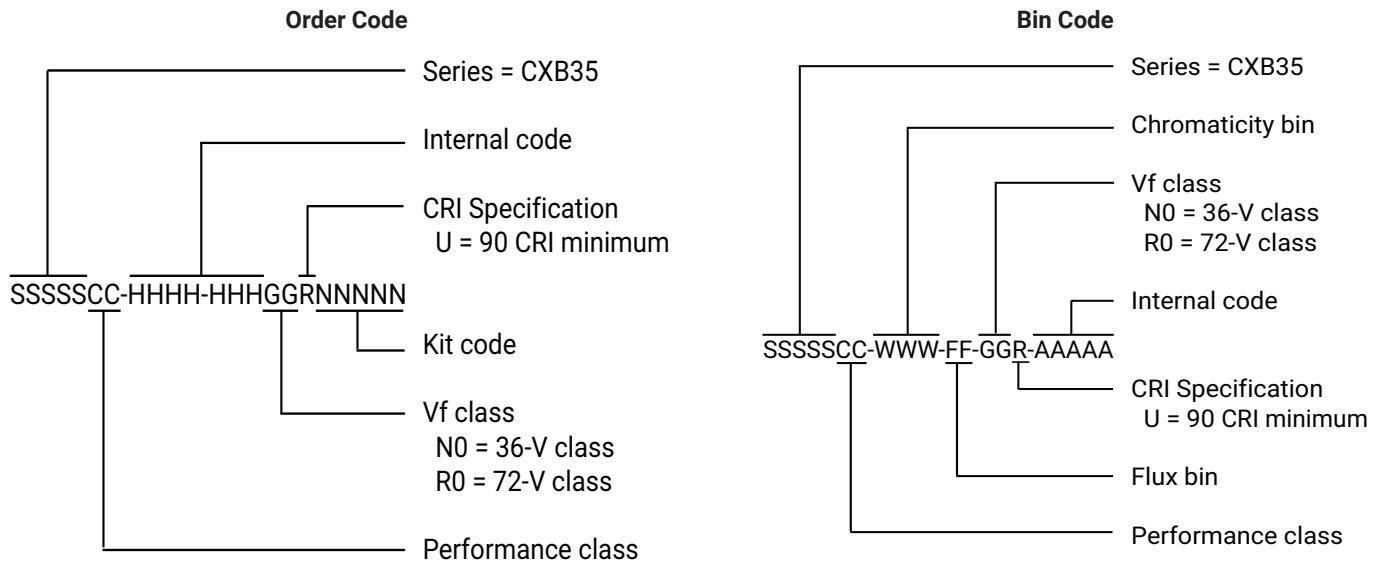 Order Code
Series = CXB35
Internal code
CRI Specification
U = 90 CRI minimum
SSSSSCC-HHHH-HHHGGRNNNNN
Kit code
Vf class
N0 = 36-V class
R0 = 72-V class
Performance class
Bin Code
Series = CXB35
Chromaticity bin
Vf class
N0 = 36-V class
R0 = 72-V class
Internal code
SSSSSCC-WWW-FF-GGR-AAAAA
CRI Specification
U = 90 CRI minimum
Flux bin
Performance class